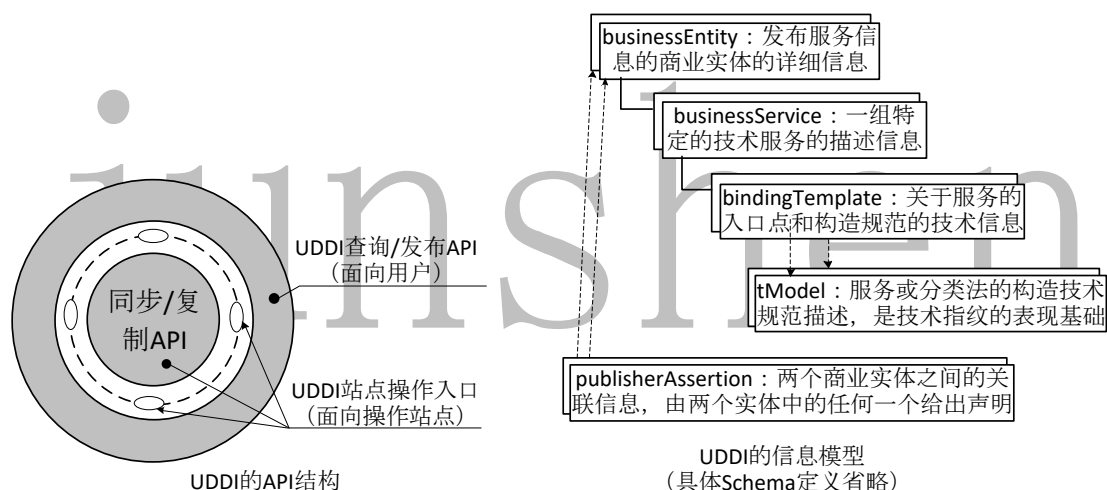 junshen
同步/复
制API
UDDI查询/发布API
（面向用户）
UDDI站点操作入口
（面向操作站点）
UDDI的API结构
businessEntity：发布服务信
息的商业实体的详细信息
businessService：一组特
定的技术服务的描述信息
bindingTemplate：关于服务的
入口点和构造规范的技术信息
tModel：服务或分类法的构造技术
规范描述，是技术指纹的表现基础
publisherAssertion：两个商业实体之间的关
联信息，由两个实体中的任何一个给出声明
UDDI的信息模型
（具体Schema定义省略）